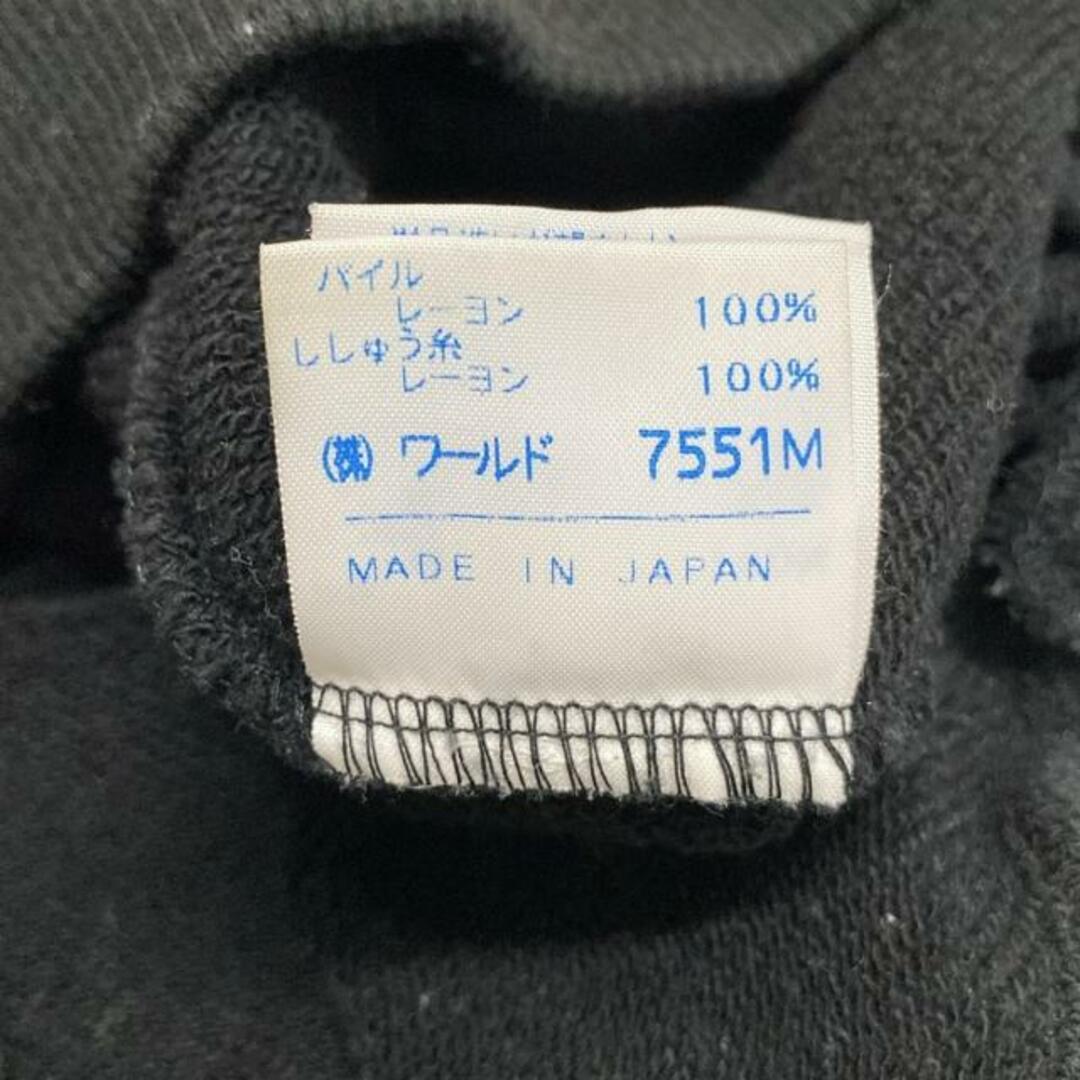 パイル
レーヨン 100%
ししゅう糸
レーヨン 100%
(株) ワールド 7551M
MADE IN JAPAN